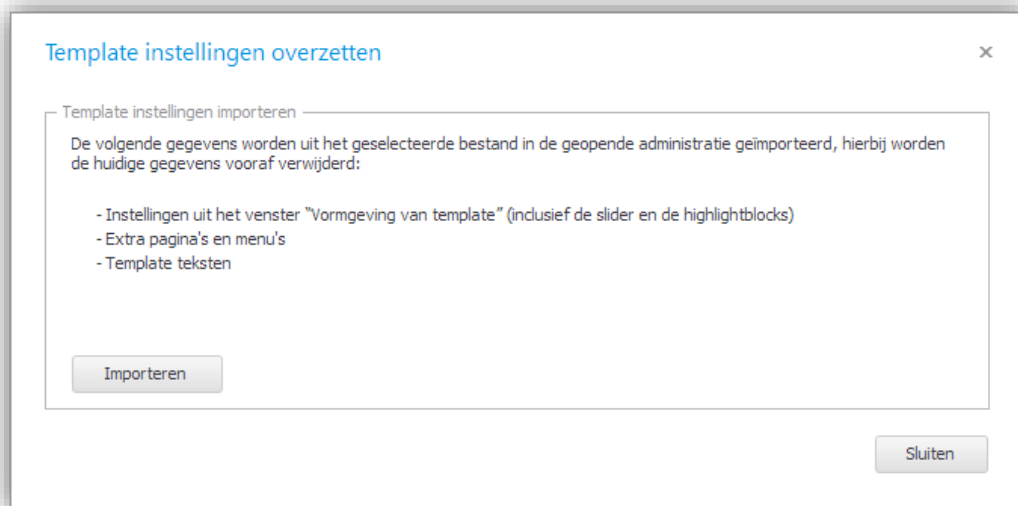 Template instellingen overzetten
Template instellingen importeren
De volgende gegevens worden uit het geselecteerde bestand in de geopende administratie geïmporteerd, hierbij worden
de huidige gegevens vooraf verwijderd:
- Instellingen uit het venster "Vormgeving van template" (inclusief de slider en de highlightblocks)
- Extra pagina's en menu's
- Template teksten
Importeren
Sluiten